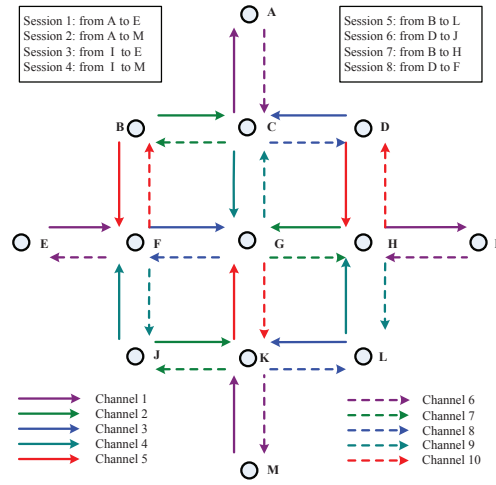 Session 1: from A to E
Session 2: from A to M
Session 3: from I to E
Session 4: from I to M
Session 5: from B to L
Session 6: from D to J
Session 7: from B to H
Session 8: from D to F
A
B
C
D
E
F
G
H
J
K
L
M
Channel 1
Channel 2
Channel 3
Channel 4
Channel 5
Channel 6
Channel 7
Channel 8
Channel 9
Channel 10